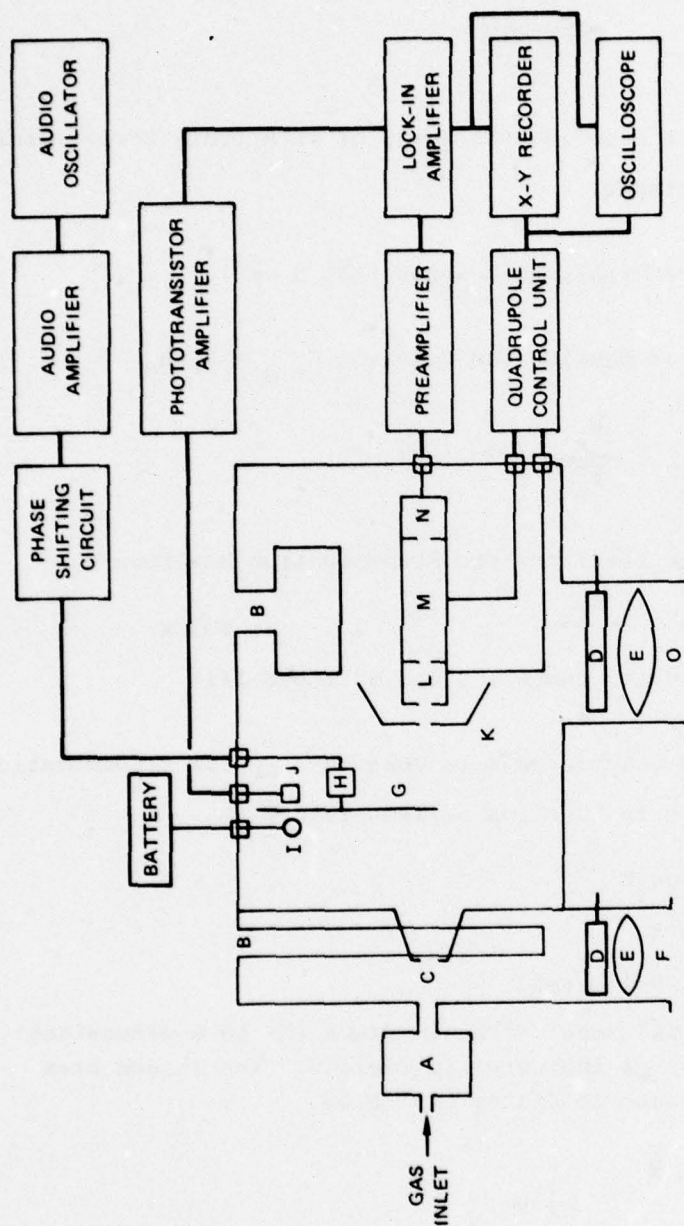 PHASE
SHIFTING
CIRCUIT
AUDIO
AMPLIFIER
AUDIO
OSCILLATOR
BATTERY
PHOTOTRANSISTOR
AMPLIFIER
B
B
I
J
H
G
C
A
GAS
INLET
K
L
M
N
PREAMPLIFIER
LOCK-IN
AMPLIFIER
QUADRUPOLE
CONTROL UNIT
X-Y RECORDER
OSCILLOSCOPE
D
E
F
D
E
O